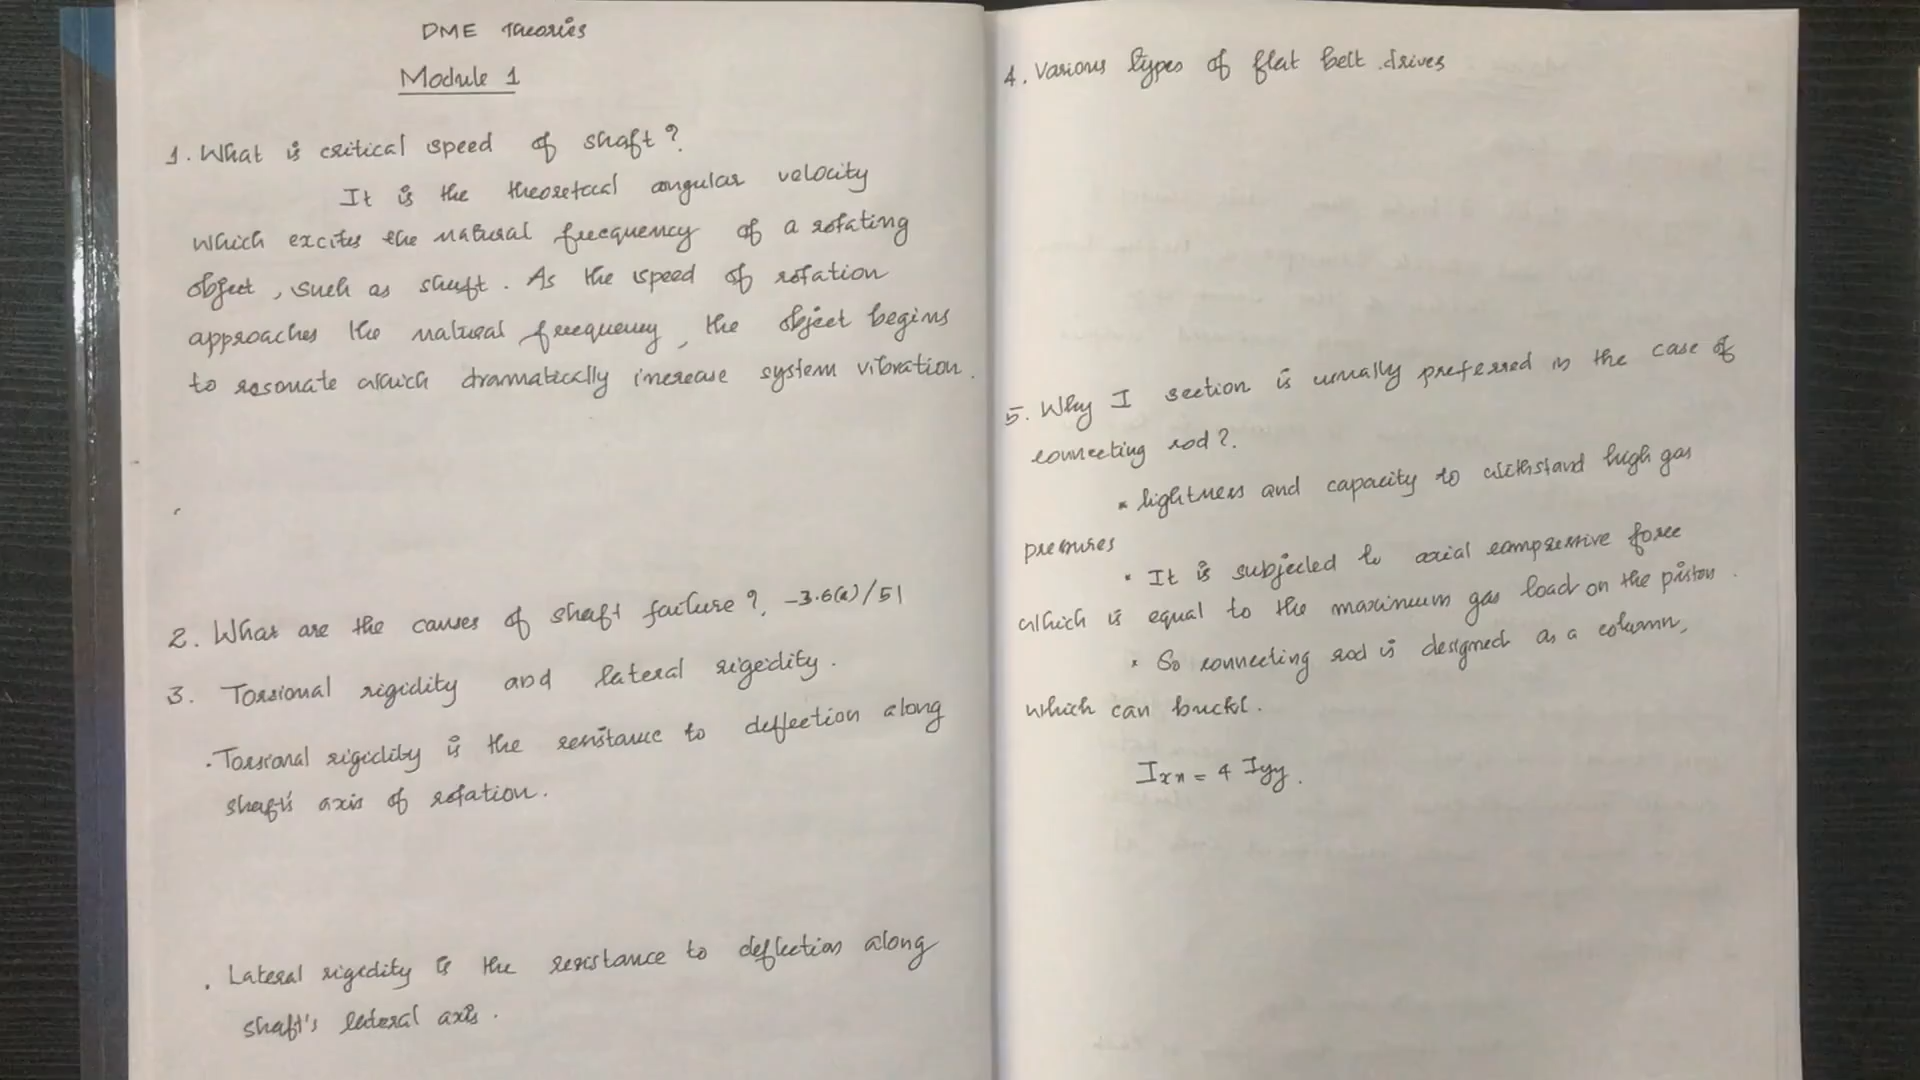 DME Theories
Module 1
1. What is critical speed of shaft?
It is the theoretical angular velocity
which excites the natural freequency of a rotating
object, such as shaft. As the speed of rotation
approaches the natural freequency, the object begins
to resonate which dramatically increase system vibration.
2. What are the causes of shaft failure? -3.6(a)/51
3. Torsional rigidity and lateral rigedity.
. Torsional rigidity is the resistance to deflection along
shaft's axis of rotation.
. Lateral rigedity is the resistance to deflection along
shaft's lateral axis.
4. Various types of flat belt drives
5. Why I section is usually preferred in the case of
connecting rod?.
* lightness and capacity to withstand high gas
pressures
* It is subjected to axial compressive force
which is equal to the maximum gas load on the piston.
* So connecting rod is designed as a column,
which can buckl.
Ixx = 4 Iyy.